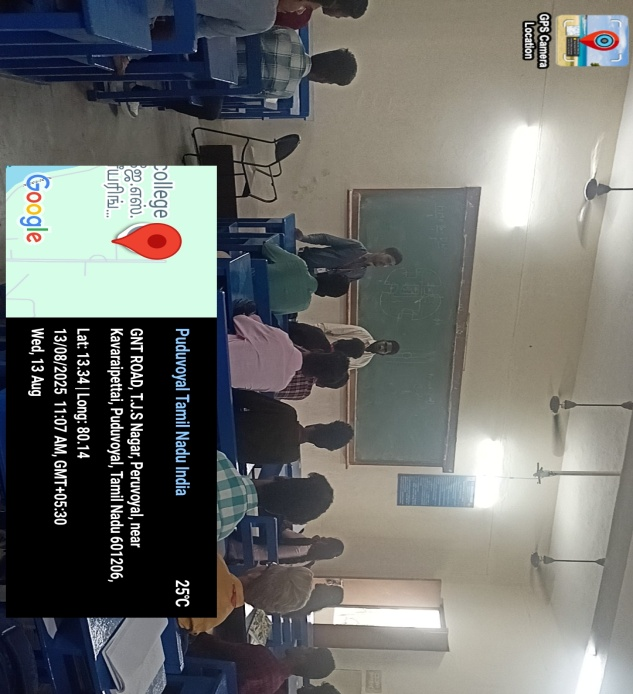 GPS Camera
Location
college
ஜி.எஸ்.
Google
Puduvoyal Tamil Nadu India
25°C
GNT ROAD, T.J.S Nagar, Peruvoyal, near
Kavaraipettai, Puduvoyal, Tamil Nadu 601206,
Lat: 13.34 | Long: 80.14
13/08/2025 11:07 AM, GMT+05:30
Wed, 13 Aug